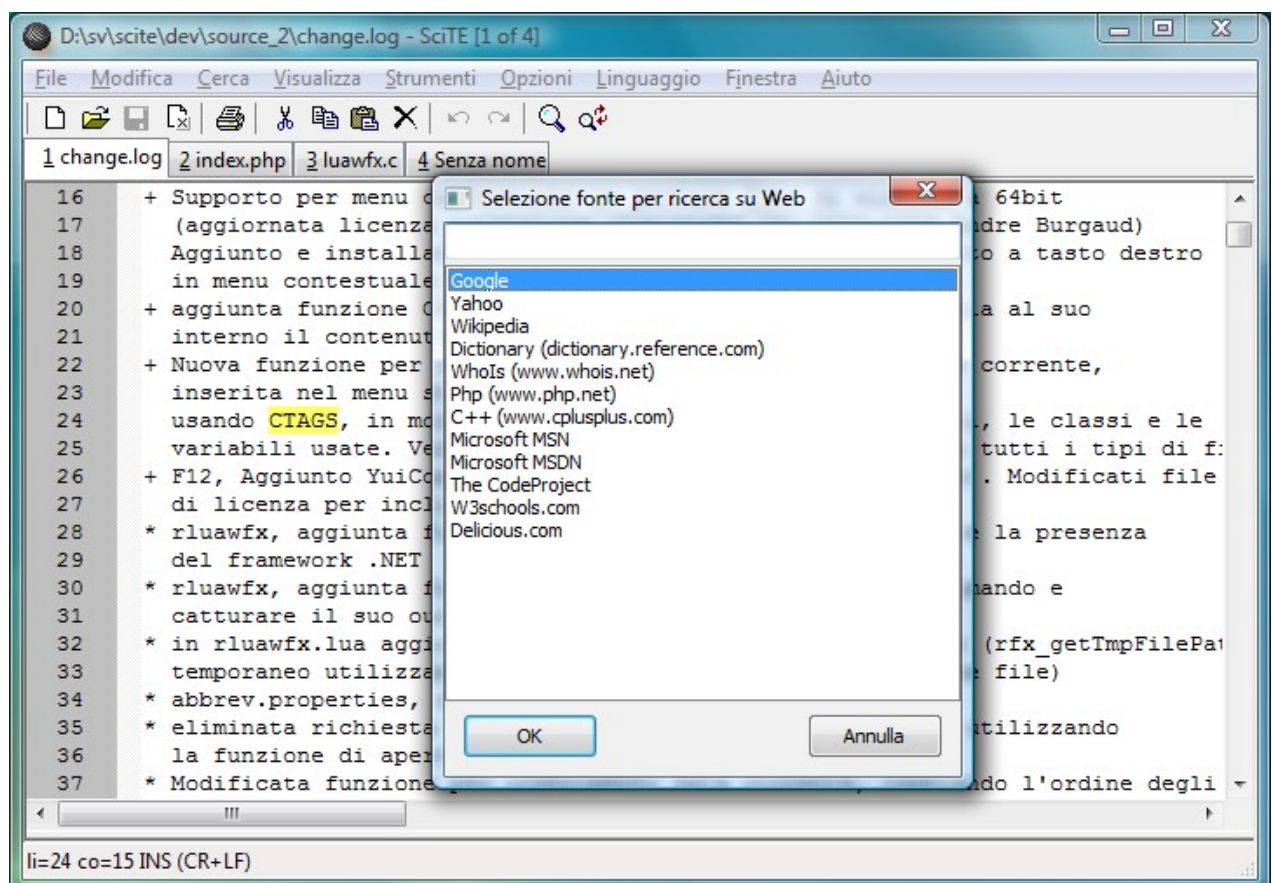 D:\sv\scite\dev\source_2\change.log - SciTE [1 of 4]
File Modifica Cerca Visualizza Strumenti Opzioni Linguaggio Finestra Aiuto
1 change.log 2 index.php 3 luawfx.c 4 Senza nome
16 + Supporto per menu 64bit
17 (aggiornata licenza dre Burgaud)
18 Aggiunto e installa o a tasto destro
19 in menu contestuale
20 + aggiunta funzione a al suo
21 interno il contenut
22 + Nuova funzione per corrente,
23 inserita nel menu s
24 usando CTAGS, in mo , le classi e le
25 variabili usate. Ve tutti i tipi di f
26 + F12, Aggiunto YuiCo . Modificati file
27 di licenza per incl
28 * rluawfx, aggiunta f la presenza
29 del framework .NET
30 * rluawfx, aggiunta f ando e
31 catturare il suo ou
32 * in rluawfx.lua aggi (rfx_getTmpFilePat
33 temporaneo utilizza file)
34 * abbrev.properties,
35 * eliminata richiesta tilizzando
36 la funzione di aper
37 * Modificata funzione ndo l'ordine degli
Selezione fonte per ricerca su Web
Google
Yahoo
Wikipedia
Dictionary (dictionary.reference.com)
WhoIs (www.whois.net)
Php (www.php.net)
C++ (www.cplusplus.com)
Microsoft MSN
Microsoft MSDN
The CodeProject
W3schools.com
Delicious.com
OK Annulla
li=24 co=15 INS (CR+LF)